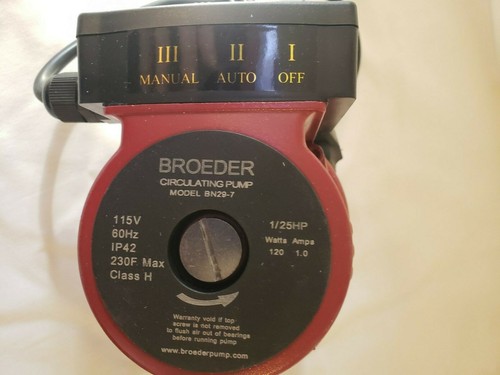 III II I
MANUAL AUTO OFF
BROEDER
CIRCULATING PUMP
MODEL BN29-7
115V
60Hz
IP42
230F Max
Class H
1/25HP
Watts Amps
120 1.0
Warranty void if top
screw is not removed
to flush air out of bearings
before running pump
www.broederpump.com